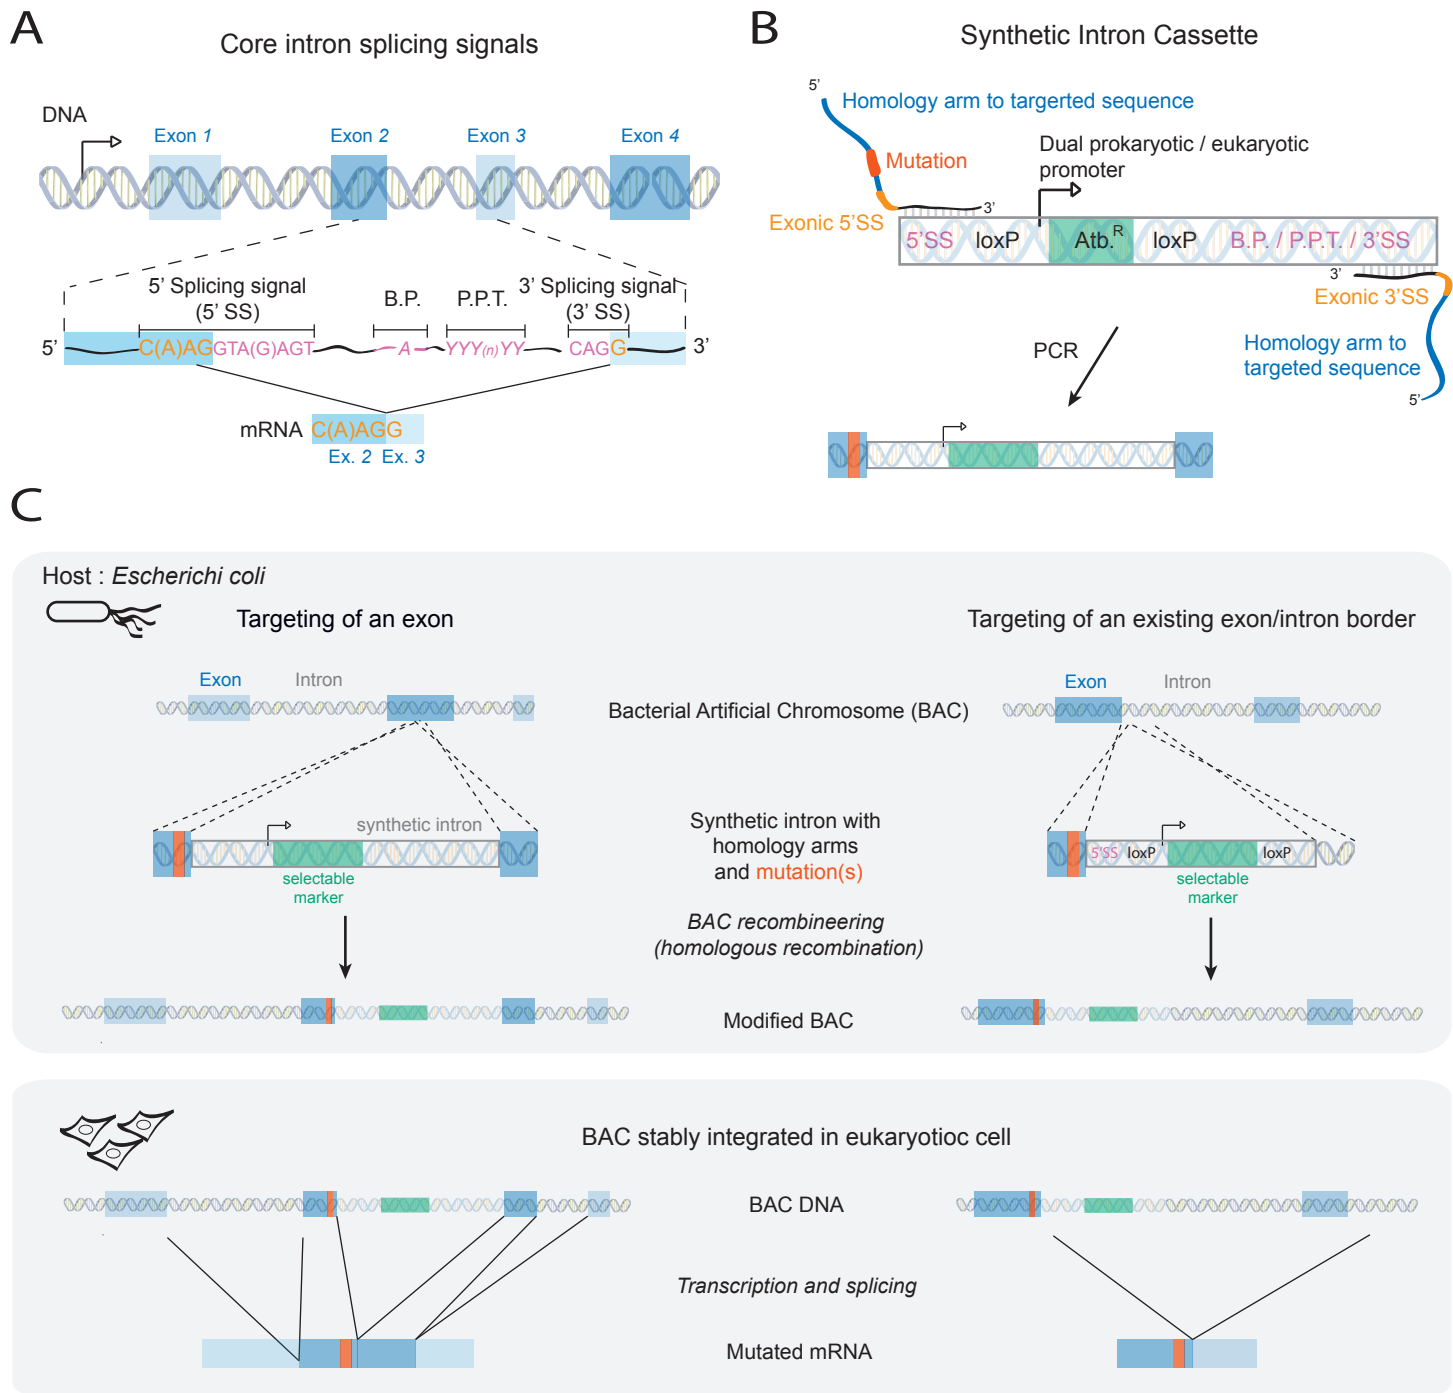 A
Core intron splicing signals
DNA
Exon 1
Exon 2
Exon 3
Exon 4
5' Splicing signal
(5' SS)
B.P.
P.P.T.
3' Splicing signal
(3' SS)
5'
C(A)AGGTA(G)AGT
A
YYY(n)YY
CAGG
3'
mRNA
C(A)AGG
Ex. 2
Ex. 3
B
Synthetic Intron Cassette
5'
Homology arm to targerted sequence
Mutation
Dual prokaryotic / eukaryotic
promoter
Exonic 5'SS
3'
5'SS
loxP
Atb.R
loxP
B.P. / P.P.T. / 3'SS
3'
Exonic 3'SS
Homology arm to
targeted sequence
5'
PCR
C
Host : Escherichi coli
Targeting of an exon
Targeting of an existing exon/intron border
Exon
Intron
Bacterial Artificial Chromosome (BAC)
Exon
Intron
synthetic intron
selectable
marker
Synthetic intron with
homology arms
and mutation(s)
5'SS
loxP
loxP
selectable
marker
BAC recombineering
(homologous recombination)
Modified BAC
BAC stably integrated in eukaryotioc cell
BAC DNA
Transcription and splicing
Mutated mRNA